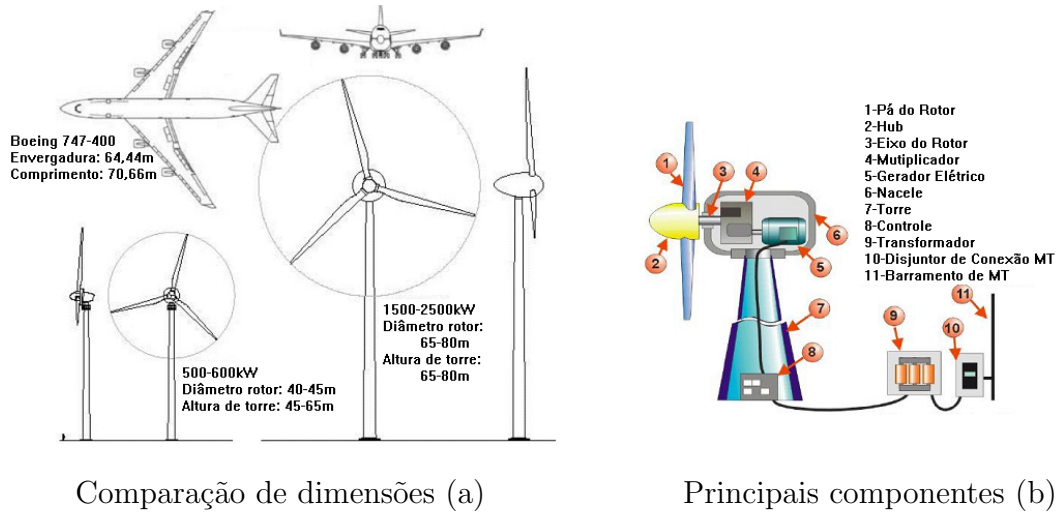 Boeing 747-400
Envergadura: 64,44m
Comprimento: 70,66m
500-600kW
Diâmetro rotor: 40-45m
Altura de torre: 45-65m
1500-2500kW
Diâmetro rotor:
65-80m
Altura de torre:
65-80m
Comparação de dimensões (a)
1-Pá do Rotor
2-Hub
3-Eixo do Rotor
4-Mutiplicador
5-Gerador Elétrico
6-Nacele
7-Torre
8-Controle
9-Transformador
10-Disjuntor de Conexão MT
11-Barramento de MT
1
3
4
6
2
5
7
8
9
10
11
Principais componentes (b)